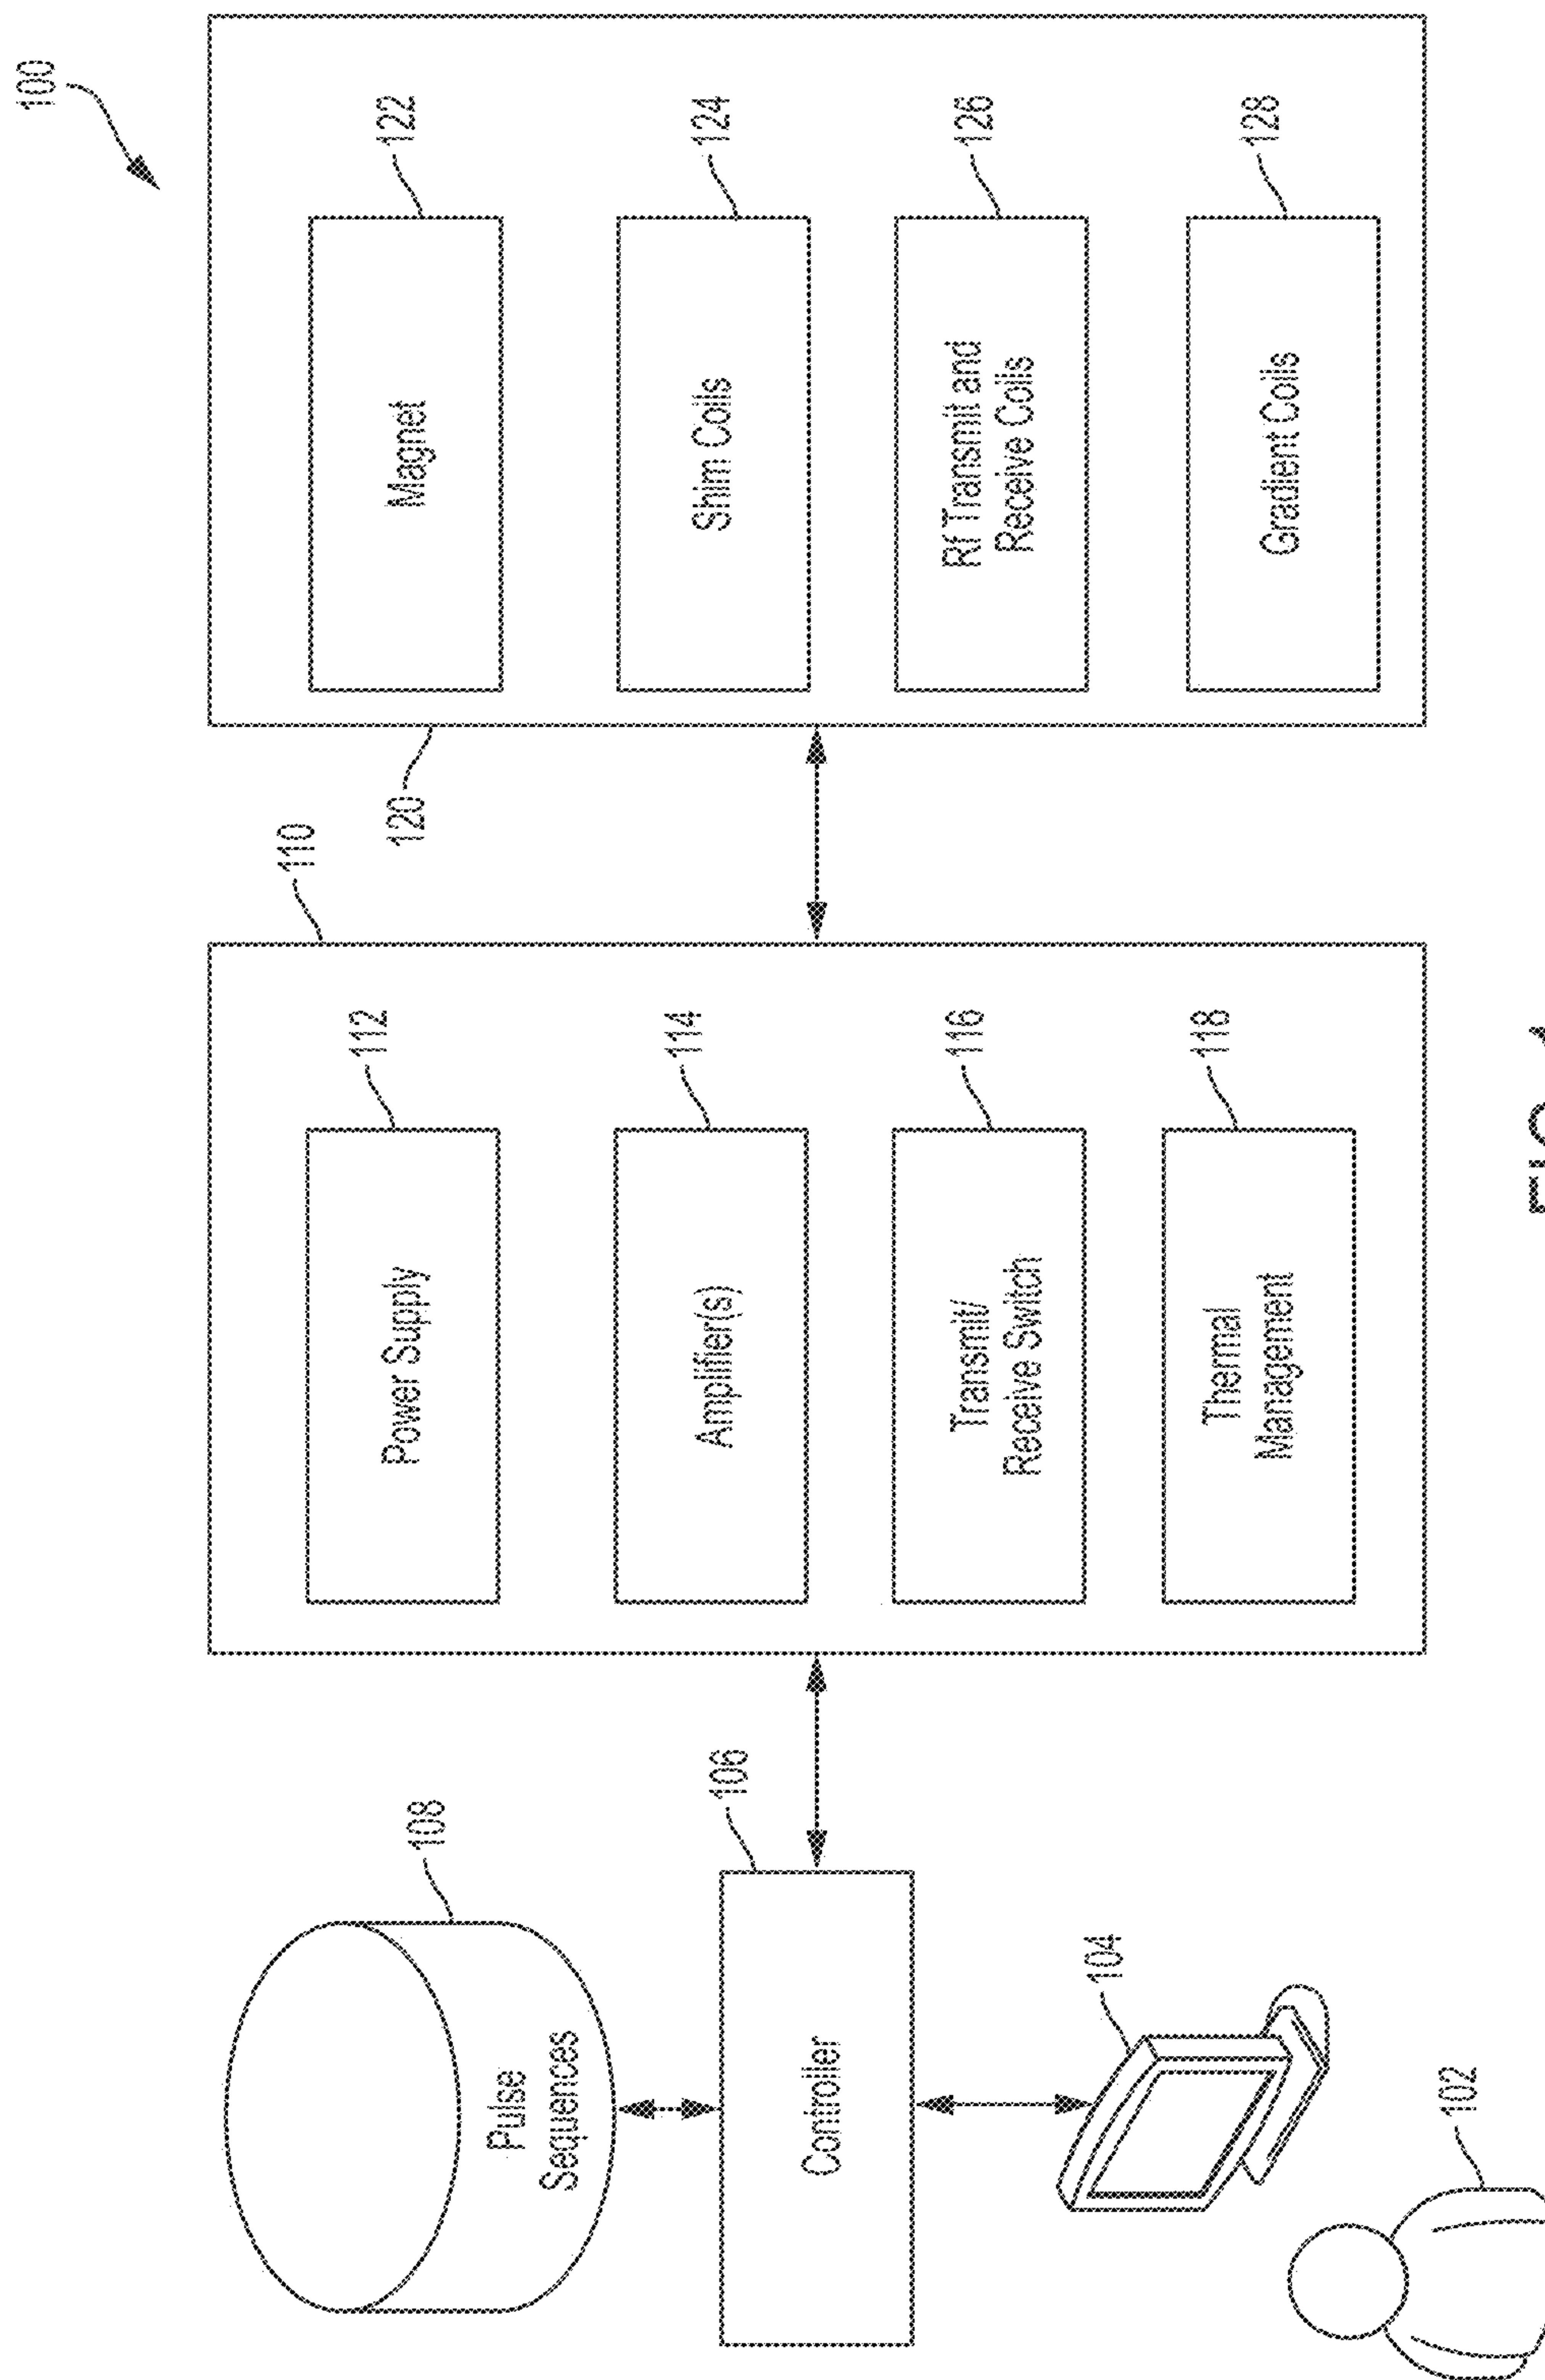 100
108
Pulse
Sequences
106
Controller
104
102
110
112
Power Supply
114
Amplifier(s)
116
Transmit/
Receive Switch
118
Thermal
Management
120
122
Magnet
124
Shim Coils
126
Rf Transmit and
Receive Coils
128
Gradient Coils